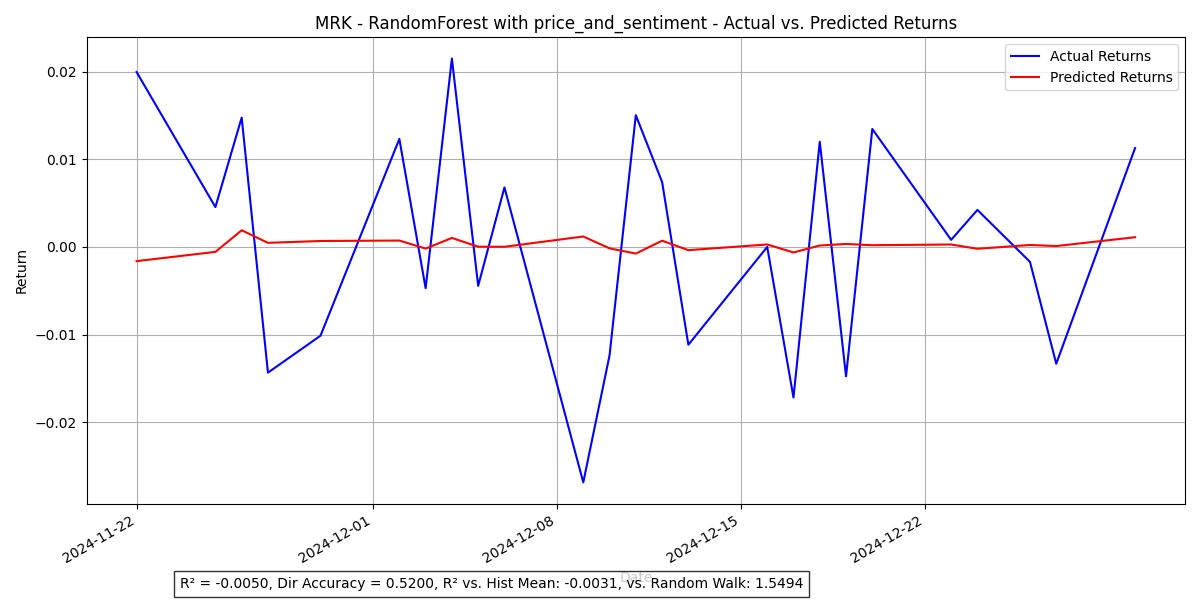 MRK - RandomForest with price_and_sentiment - Actual vs. Predicted Returns
Actual Returns
Predicted Returns
0.02
0.01
0.00
−0.01
−0.02
Return
2024-11-22
2024-12-01
2024-12-08
2024-12-15
2024-12-22
Date
R² = -0.0050, Dir Accuracy = 0.5200, R² vs. Hist Mean: -0.0031, vs. Random Walk: 1.5494